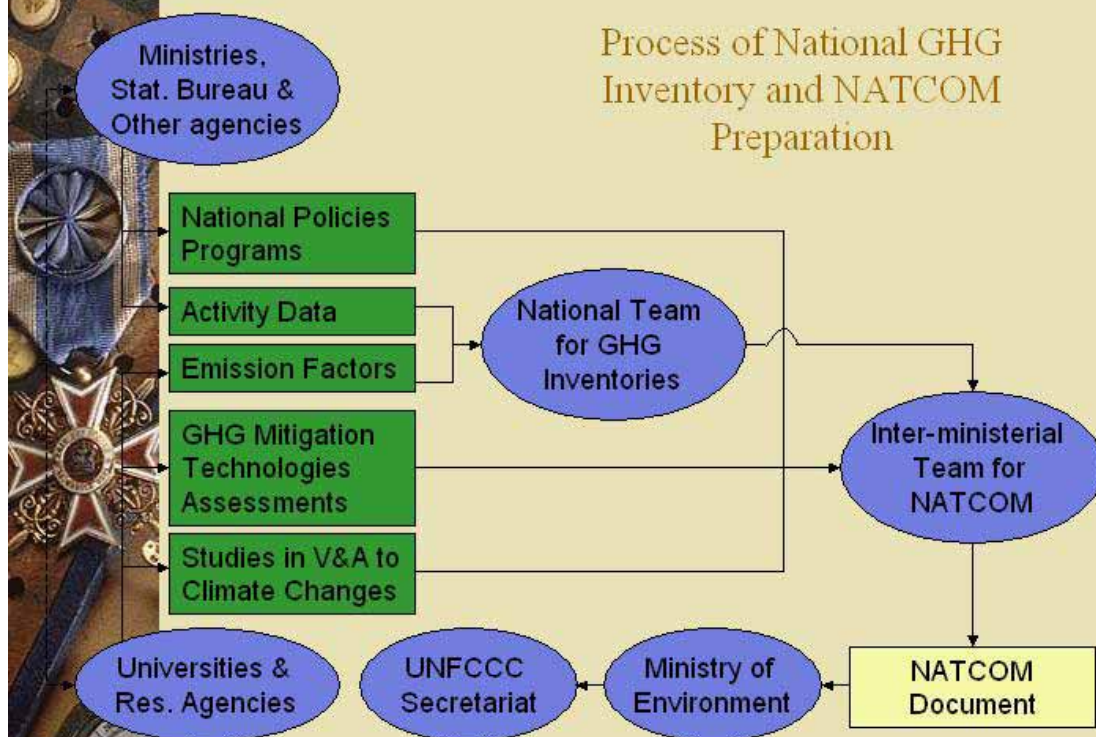 Process of National GHG
Inventory and NATCOM
Preparation
Ministries,
Stat. Bureau &
Other agencies
National Policies
Programs
Activity Data
Emission Factors
GHG Mitigation
Technologies
Assessments
Studies in V&A to
Climate Changes
National Team
for GHG
Inventories
Inter-ministerial
Team for
NATCOM
Universities &
Res. Agencies
UNFCCC
Secretariat
Ministry of
Environment
NATCOM
Document